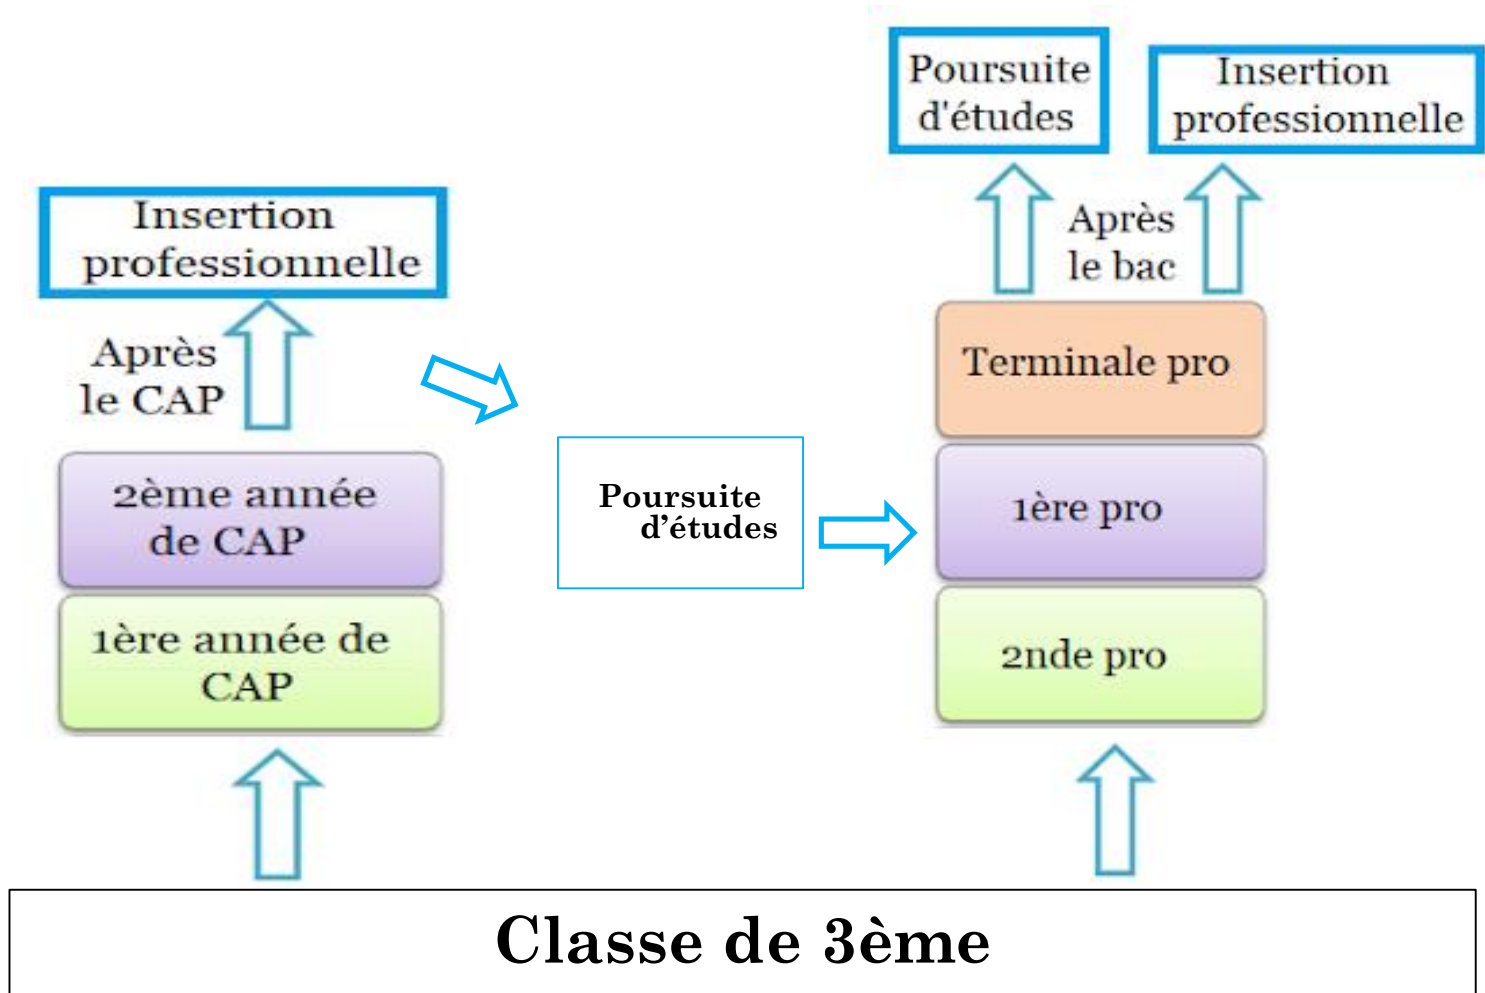 Poursuite
d'études
Insertion
professionnelle
Après
le bac
Insertion
professionnelle
Après
le CAP
Terminale pro
2ème année
de CAP
Poursuite
d’études
1ère pro
1ère année de
CAP
2nde pro
Classe de 3ème